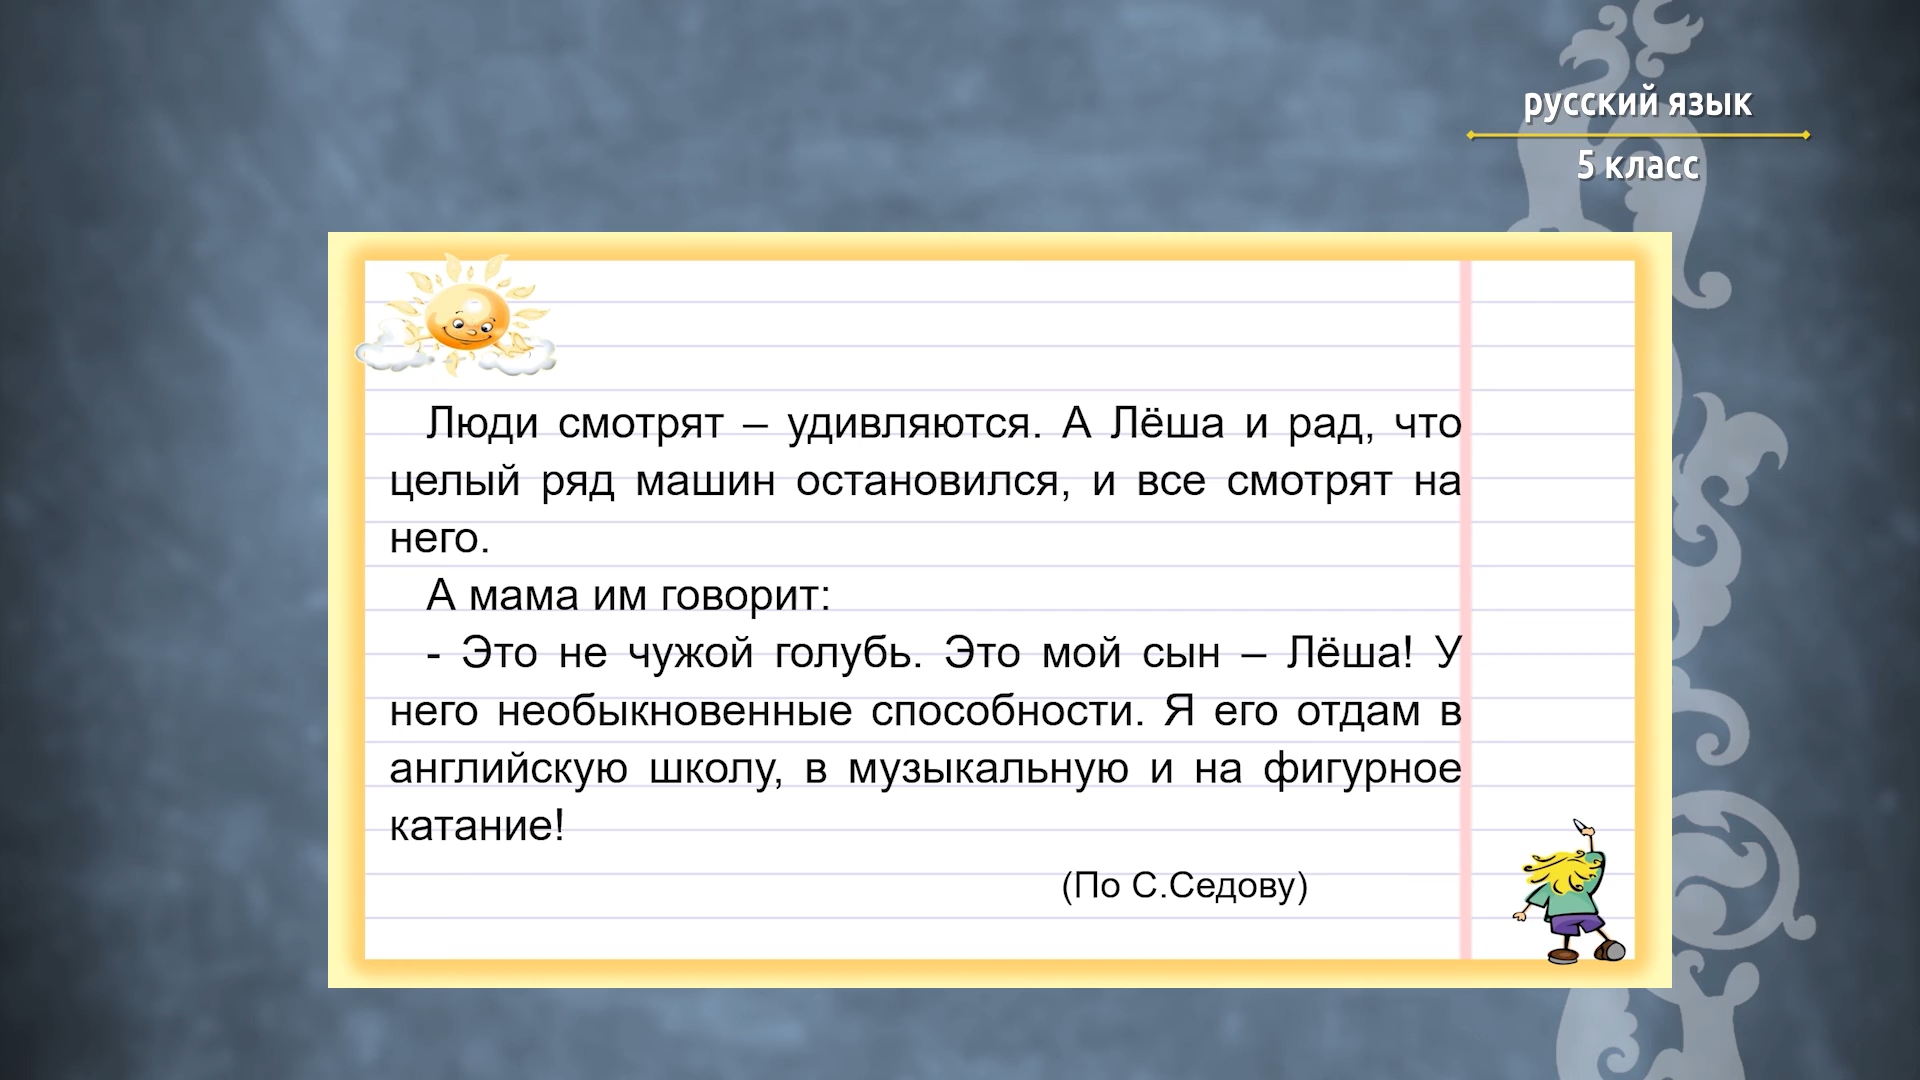 русский язык
5 класс
Люди смотрят – удивляются. А Лёша и рад, что
целый ряд машин остановился, и все смотрят на
него.
А мама им говорит:
- Это не чужой голубь. Это мой сын – Лёша! У
него необыкновенные способности. Я его отдам в
английскую школу, в музыкальную и на фигурное
катание!
(По С.Седову)